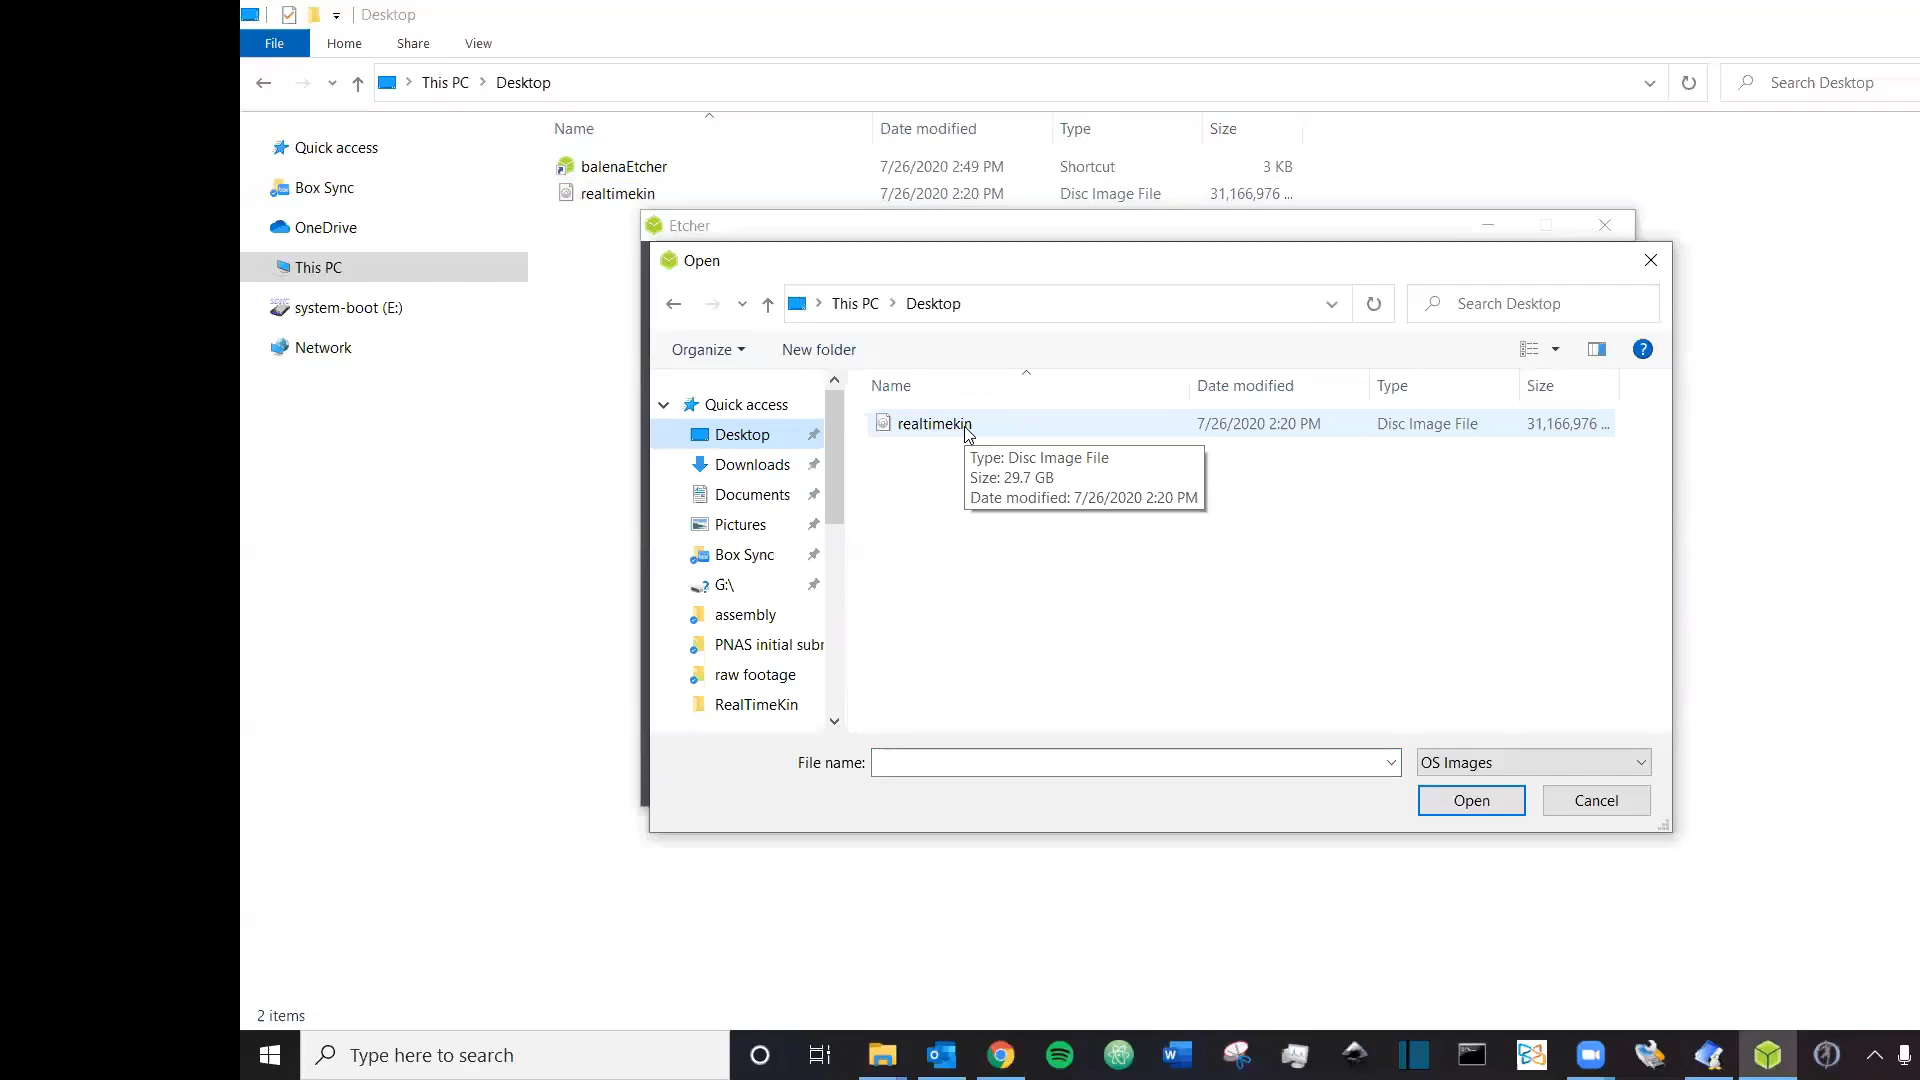 Desktop
File Home Share View
This PC Desktop
Search Desktop
Name Date modified Type Size
Quick access
balenaEtcher 7/26/2020 2:49 PM Shortcut 3 KB
Box Sync
realtimekin 7/26/2020 2:20 PM Disc Image File 31,166,976 ...
OneDrive
This PC
system-boot (E:)
Network
Etcher
Open
This PC Desktop
Search Desktop
Organize New folder
?
Name Date modified Type Size
Quick access
Desktop
Downloads
Documents
Pictures
Box Sync
G:\
assembly
PNAS initial subr
raw footage
RealTimeKin
realtimekin 7/26/2020 2:20 PM Disc Image File 31,166,976 ...
Type: Disc Image File
Size: 29.7 GB
Date modified: 7/26/2020 2:20 PM
File name:
OS Images
Open Cancel
2 items
Type here to search